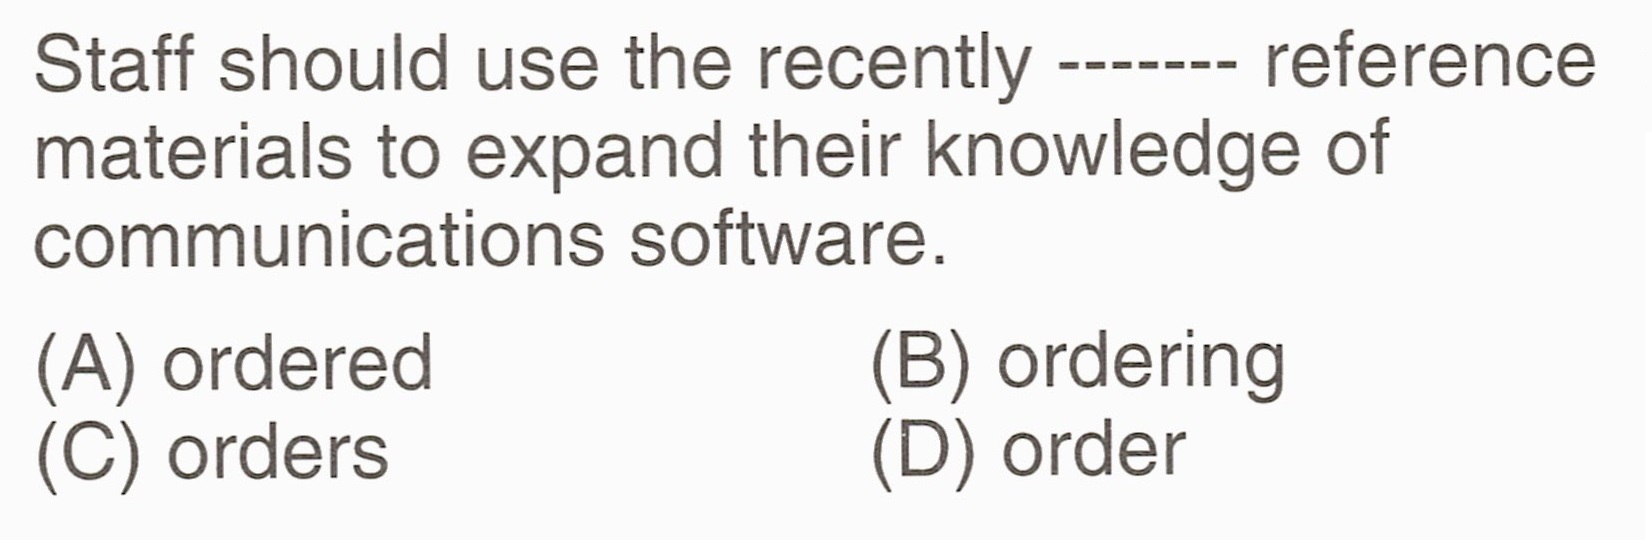 Staff should use the recently ------- reference
materials to expand their knowledge of
communications software.
(A) ordered
(B) ordering
(C) orders
(D) order